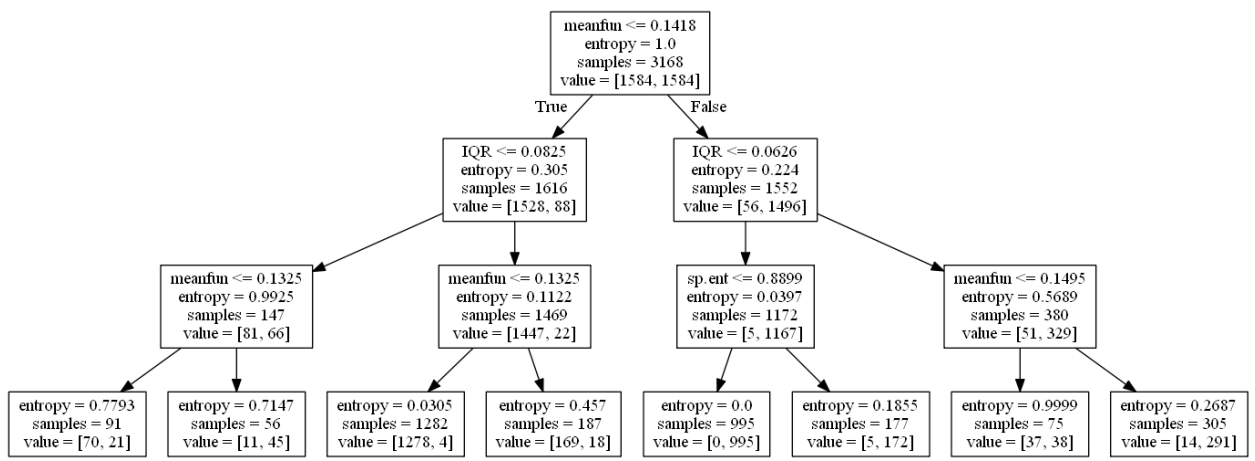 meanfun <= 0.1418
entropy = 1.0
samples = 3168
value = [1584, 1584]
True
False
IQR <= 0.0825
entropy = 0.305
samples = 1616
value = [1528, 88]
IQR <= 0.0626
entropy = 0.224
samples = 1552
value = [56, 1496]
meanfun <= 0.1325
entropy = 0.9925
samples = 147
value = [81, 66]
meanfun <= 0.1325
entropy = 0.1122
samples = 1469
value = [1447, 22]
sp.ent <= 0.8899
entropy = 0.0397
samples = 1172
value = [5, 1167]
meanfun <= 0.1495
entropy = 0.5689
samples = 380
value = [51, 329]
entropy = 0.7793
samples = 91
value = [70, 21]
entropy = 0.7147
samples = 56
value = [11, 45]
entropy = 0.0305
samples = 1282
value = [1278, 4]
entropy = 0.457
samples = 187
value = [169, 18]
entropy = 0.0
samples = 995
value = [0, 995]
entropy = 0.1855
samples = 177
value = [5, 172]
entropy = 0.9999
samples = 75
value = [37, 38]
entropy = 0.2687
samples = 305
value = [14, 291]